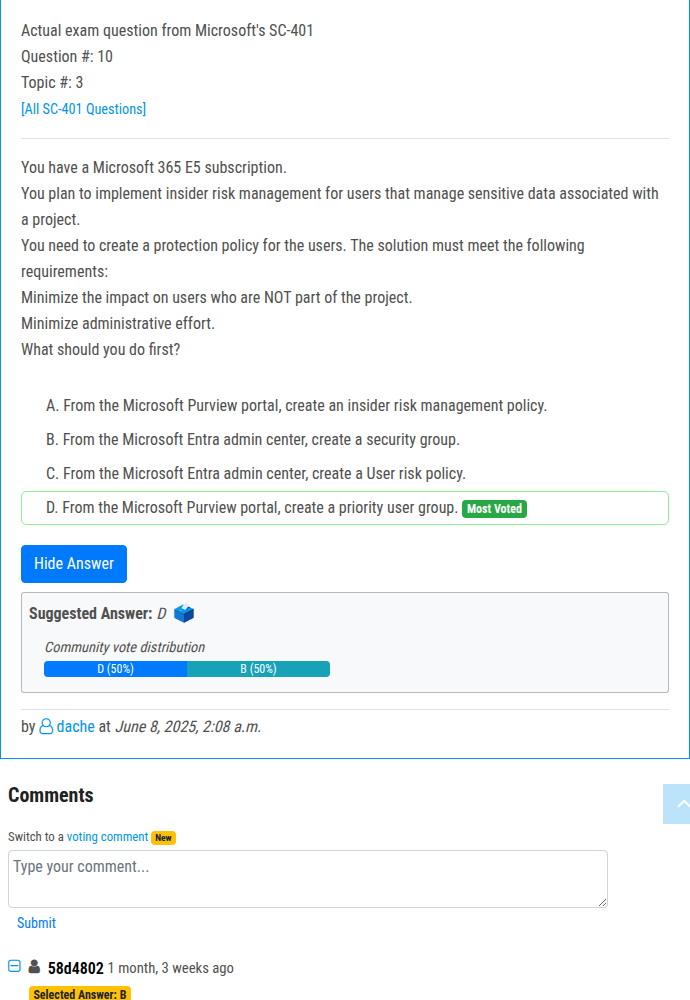 Actual exam question from Microsoft's SC-401
Question #: 10
Topic #: 3
[All SC-401 Questions]
You have a Microsoft 365 E5 subscription.
You plan to implement insider risk management for users that manage sensitive data associated with
a project.
You need to create a protection policy for the users. The solution must meet the following
requirements:
Minimize the impact on users who are NOT part of the project.
Minimize administrative effort.
What should you do first?
A. From the Microsoft Purview portal, create an insider risk management policy.
B. From the Microsoft Entra admin center, create a security group.
C. From the Microsoft Entra admin center, create a User risk policy.
D. From the Microsoft Purview portal, create a priority user group. Most Voted
Hide Answer
Suggested Answer: D
Community vote distribution
D (50%) B (50%)
by dache at June 8, 2025, 2:08 a.m.
Comments
Switch to a voting comment New
Type your comment...
Submit
58d4802 1 month, 3 weeks ago
Selected Answer: B